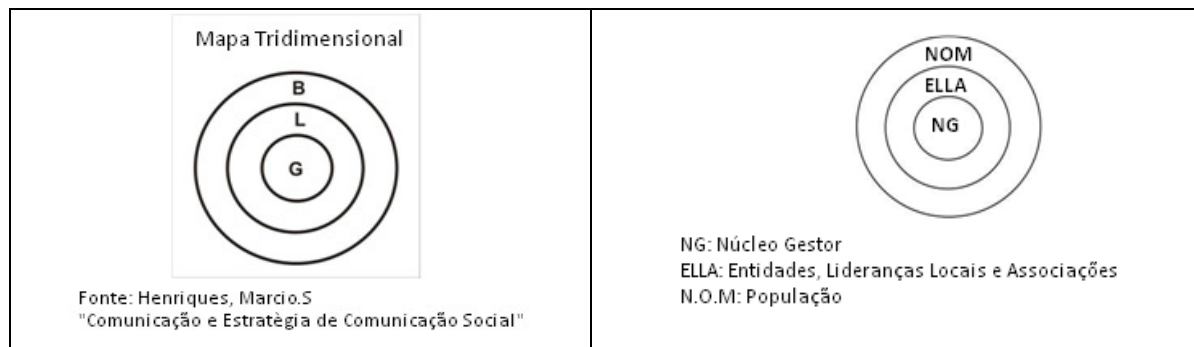 Mapa Tridimensional
B
L
G
Fonte: Henriques, Marcio.S
"Comunicação e Estratègia de Comunicação Social"
NOM
ELLA
NG
NG: Núcleo Gestor
ELLA: Entidades, Lideranças Locais e Associações
N.O.M: População